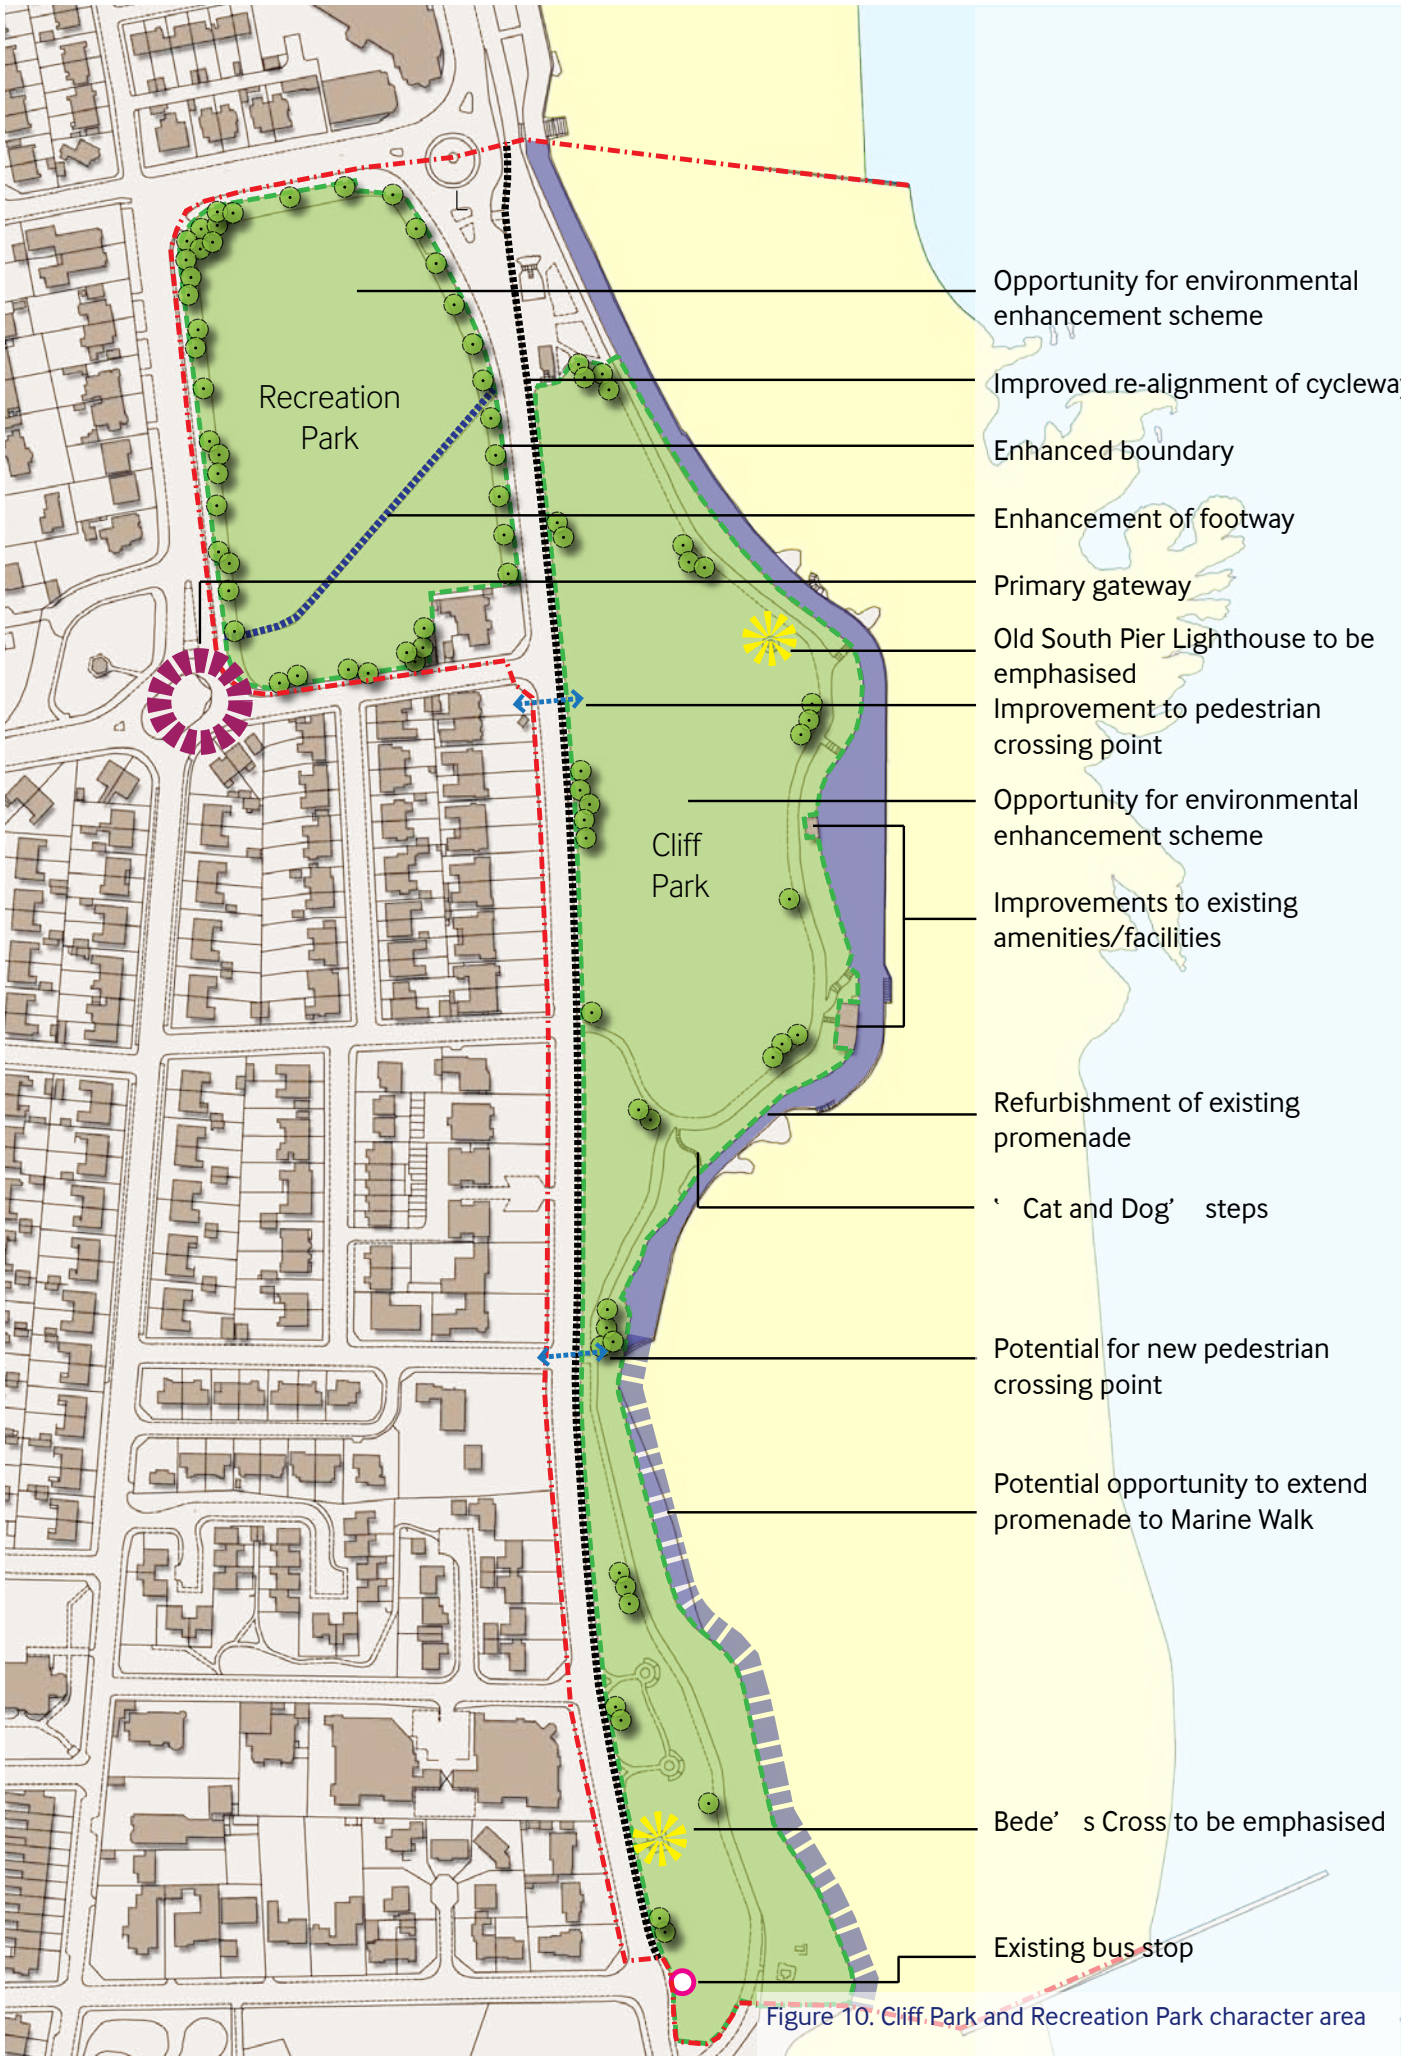 Opportunity for environmental
enhancement scheme
Improved re-alignment of cycleway
Recreation
Park
Enhanced boundary
Enhancement of footway
Primary gateway
Old South Pier Lighthouse to be
emphasised
Improvement to pedestrian
crossing point
Opportunity for environmental
enhancement scheme
Cliff
Park
Improvements to existing
amenities/facilities
Refurbishment of existing
promenade
‘ Cat and Dog’ steps
Potential for new pedestrian
crossing point
Potential opportunity to extend
promenade to Marine Walk
Bede’ s Cross to be emphasised
Existing bus stop
Figure 10. Cliff Park and Recreation Park character area